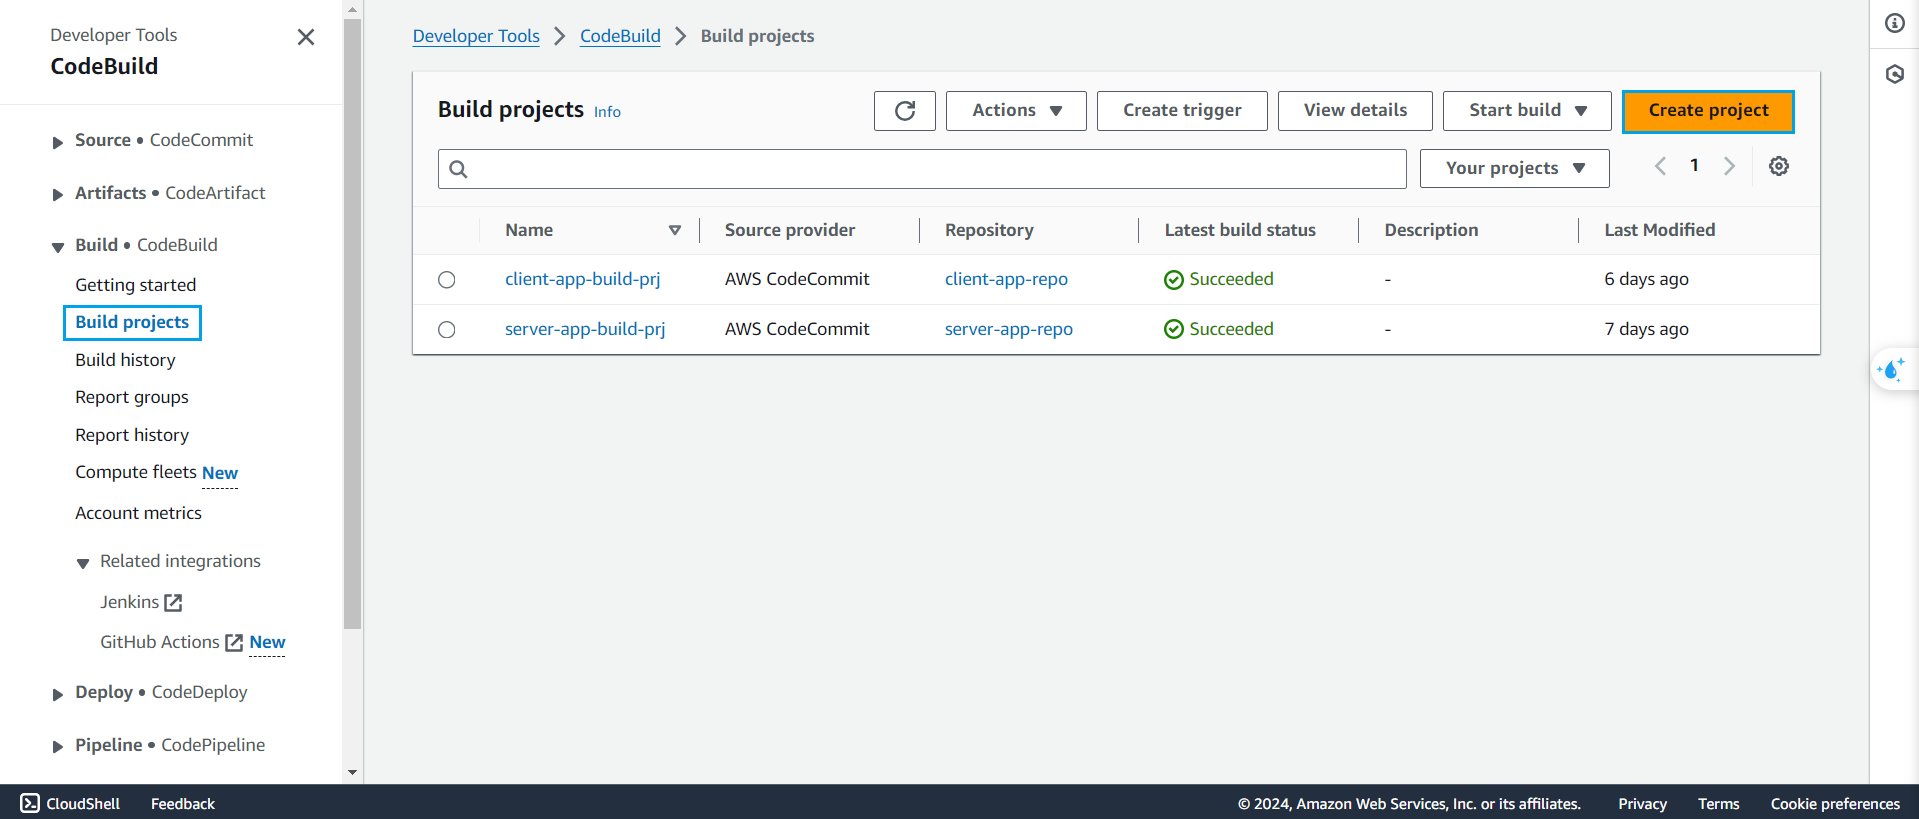 Developer Tools
CodeBuild
Source • CodeCommit
Artifacts • CodeArtifact
Build • CodeBuild
Getting started
Build projects
Build history
Report groups
Report history
Compute fleets New
Account metrics
Related integrations
Jenkins
GitHub Actions New
Deploy • CodeDeploy
Pipeline • CodePipeline
Developer Tools CodeBuild Build projects
Build projects Info Actions Create trigger View details Start build Create project
Your projects 1
Name Source provider Repository Latest build status Description Last Modified
client-app-build-prj AWS CodeCommit client-app-repo Succeeded - 6 days ago
server-app-build-prj AWS CodeCommit server-app-repo Succeeded - 7 days ago
CloudShell Feedback © 2024, Amazon Web Services, Inc. or its affiliates. Privacy Terms Cookie preferences